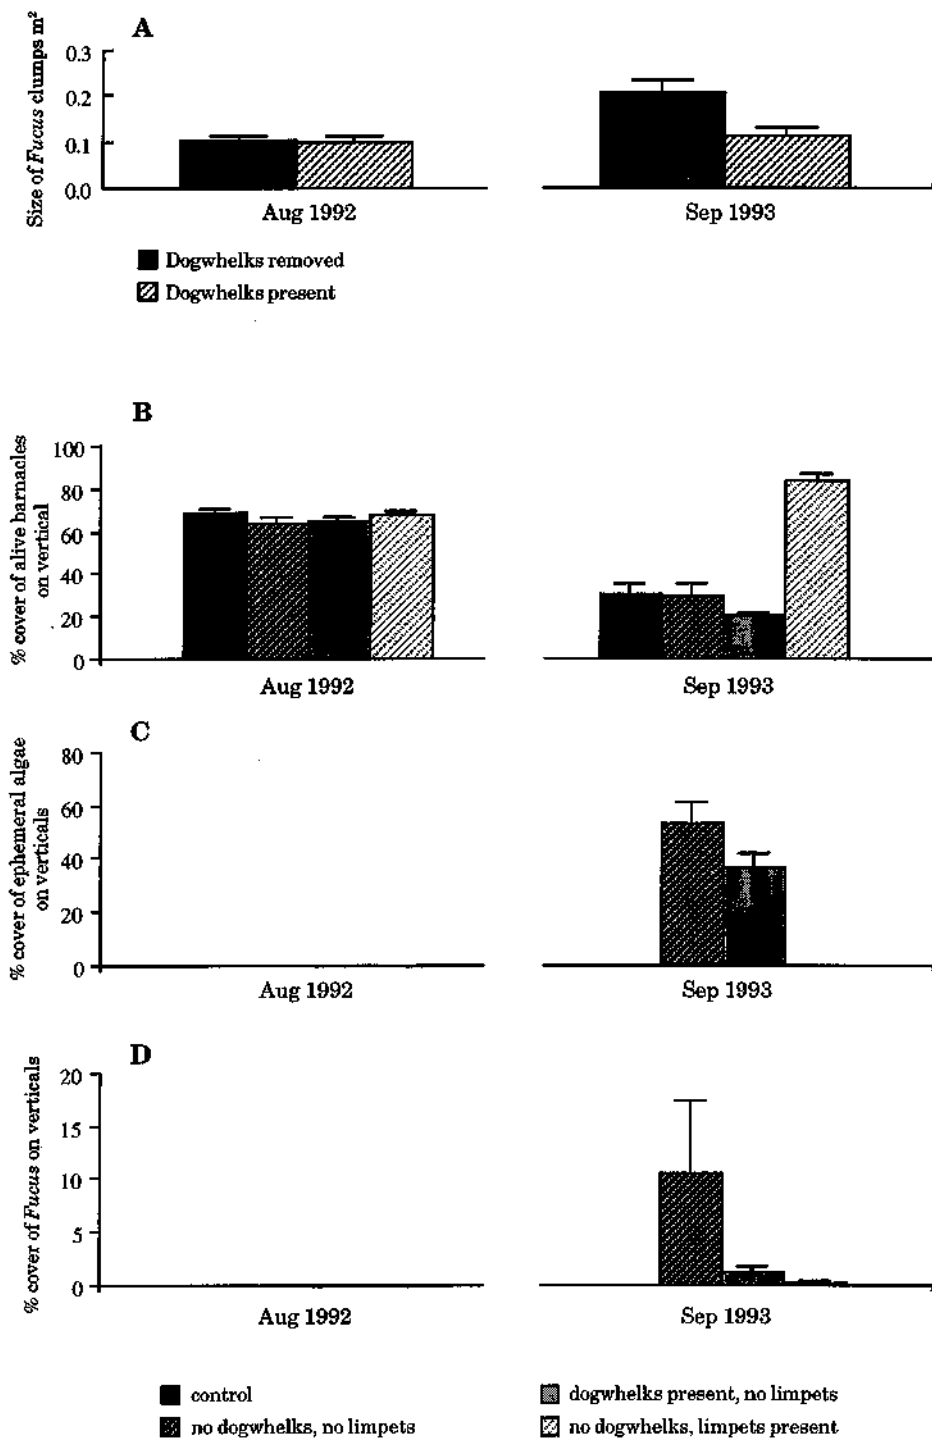 A
Size of Fucus clumps m²
0.3
0.2
0.1
0.0
Aug 1992
Sep 1993
Dogwhelks removed
Dogwhelks present
B
% cover of alive barnacles
on vertical
100
80
60
40
20
0
Aug 1992
Sep 1993
C
% cover of ephemeral algae
on verticals
80
60
40
20
0
Aug 1992
Sep 1993
D
% cover of Fucus on verticals
20
15
10
5
0
Aug 1992
Sep 1993
control
no dogwhelks, no limpets
dogwhelks present, no limpets
no dogwhelks, limpets present